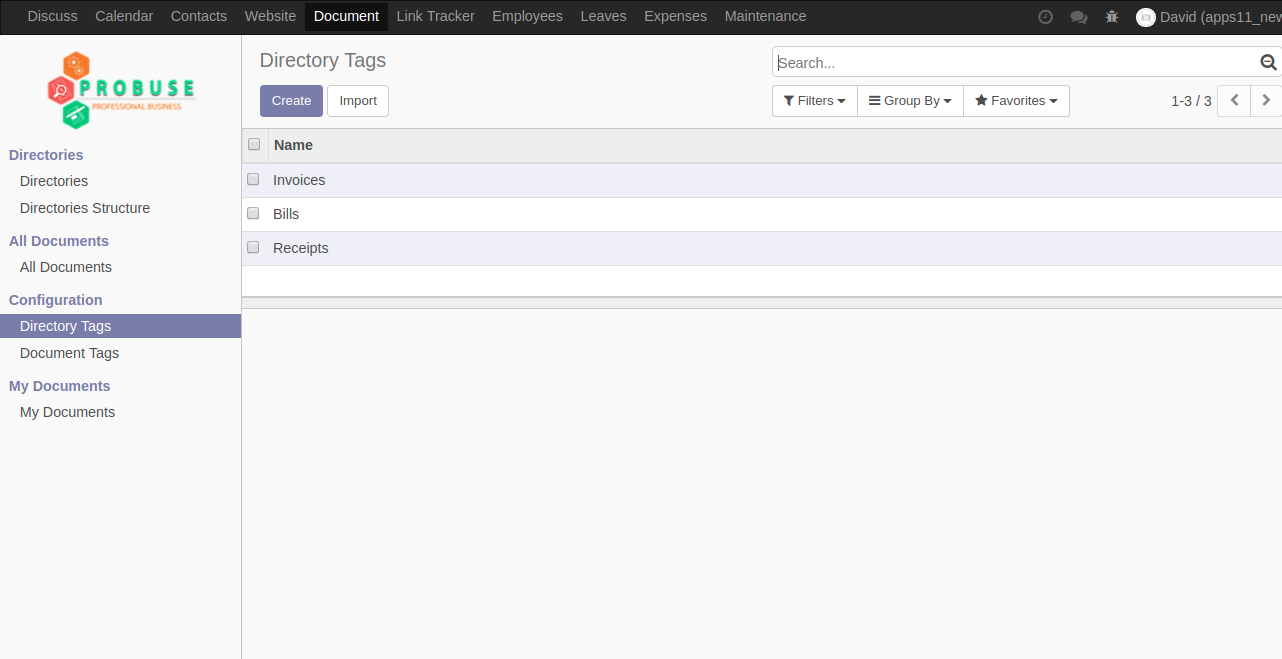 Discuss Calendar Contacts Website Document Link Tracker Employees Leaves Expenses Maintenance David (apps11_new
PROBUSE
PROFESSIONAL BUSINESS
Directories
Directories
Directories Structure
All Documents
All Documents
Configuration
Directory Tags
Document Tags
My Documents
My Documents
Directory Tags
Search...
Create Import
Filters Group By Favorites 1-3 / 3
Name
Invoices
Bills
Receipts